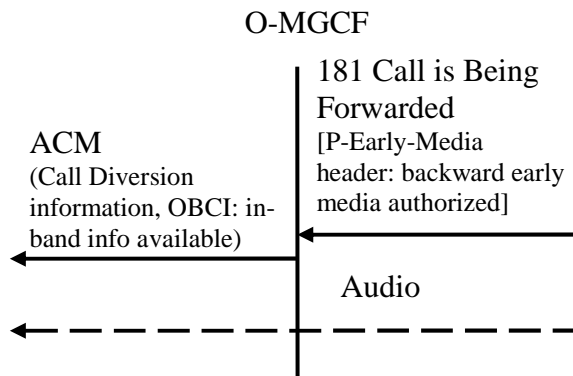 O-MGCF
181 Call is Being
Forwarded
[P-Early-Media
header: backward early
media authorized]
ACM
(Call Diversion
information, OBCI: in-
band info available)
Audio